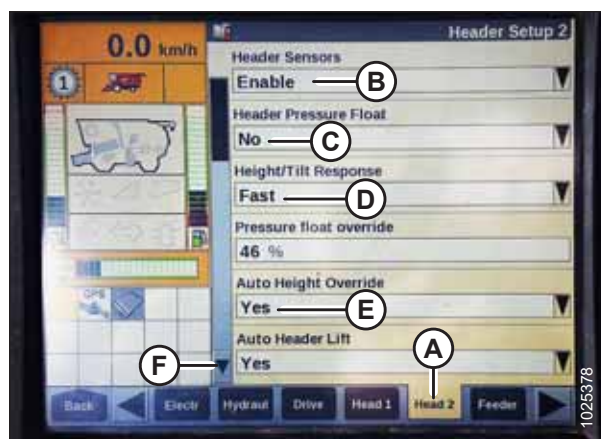 0.0 km/h
Header Setup 2
1
Header Sensors
Enable
B
Header Pressure Float
No
C
Height/Tilt Response
Fast
D
Pressure float override
46 %
Auto Height Override
Yes
E
Auto Header Lift
Yes
F
A
GPS
Back
Electr
Hydraul
Drive
Head 1
Head 2
Feeder
1025378